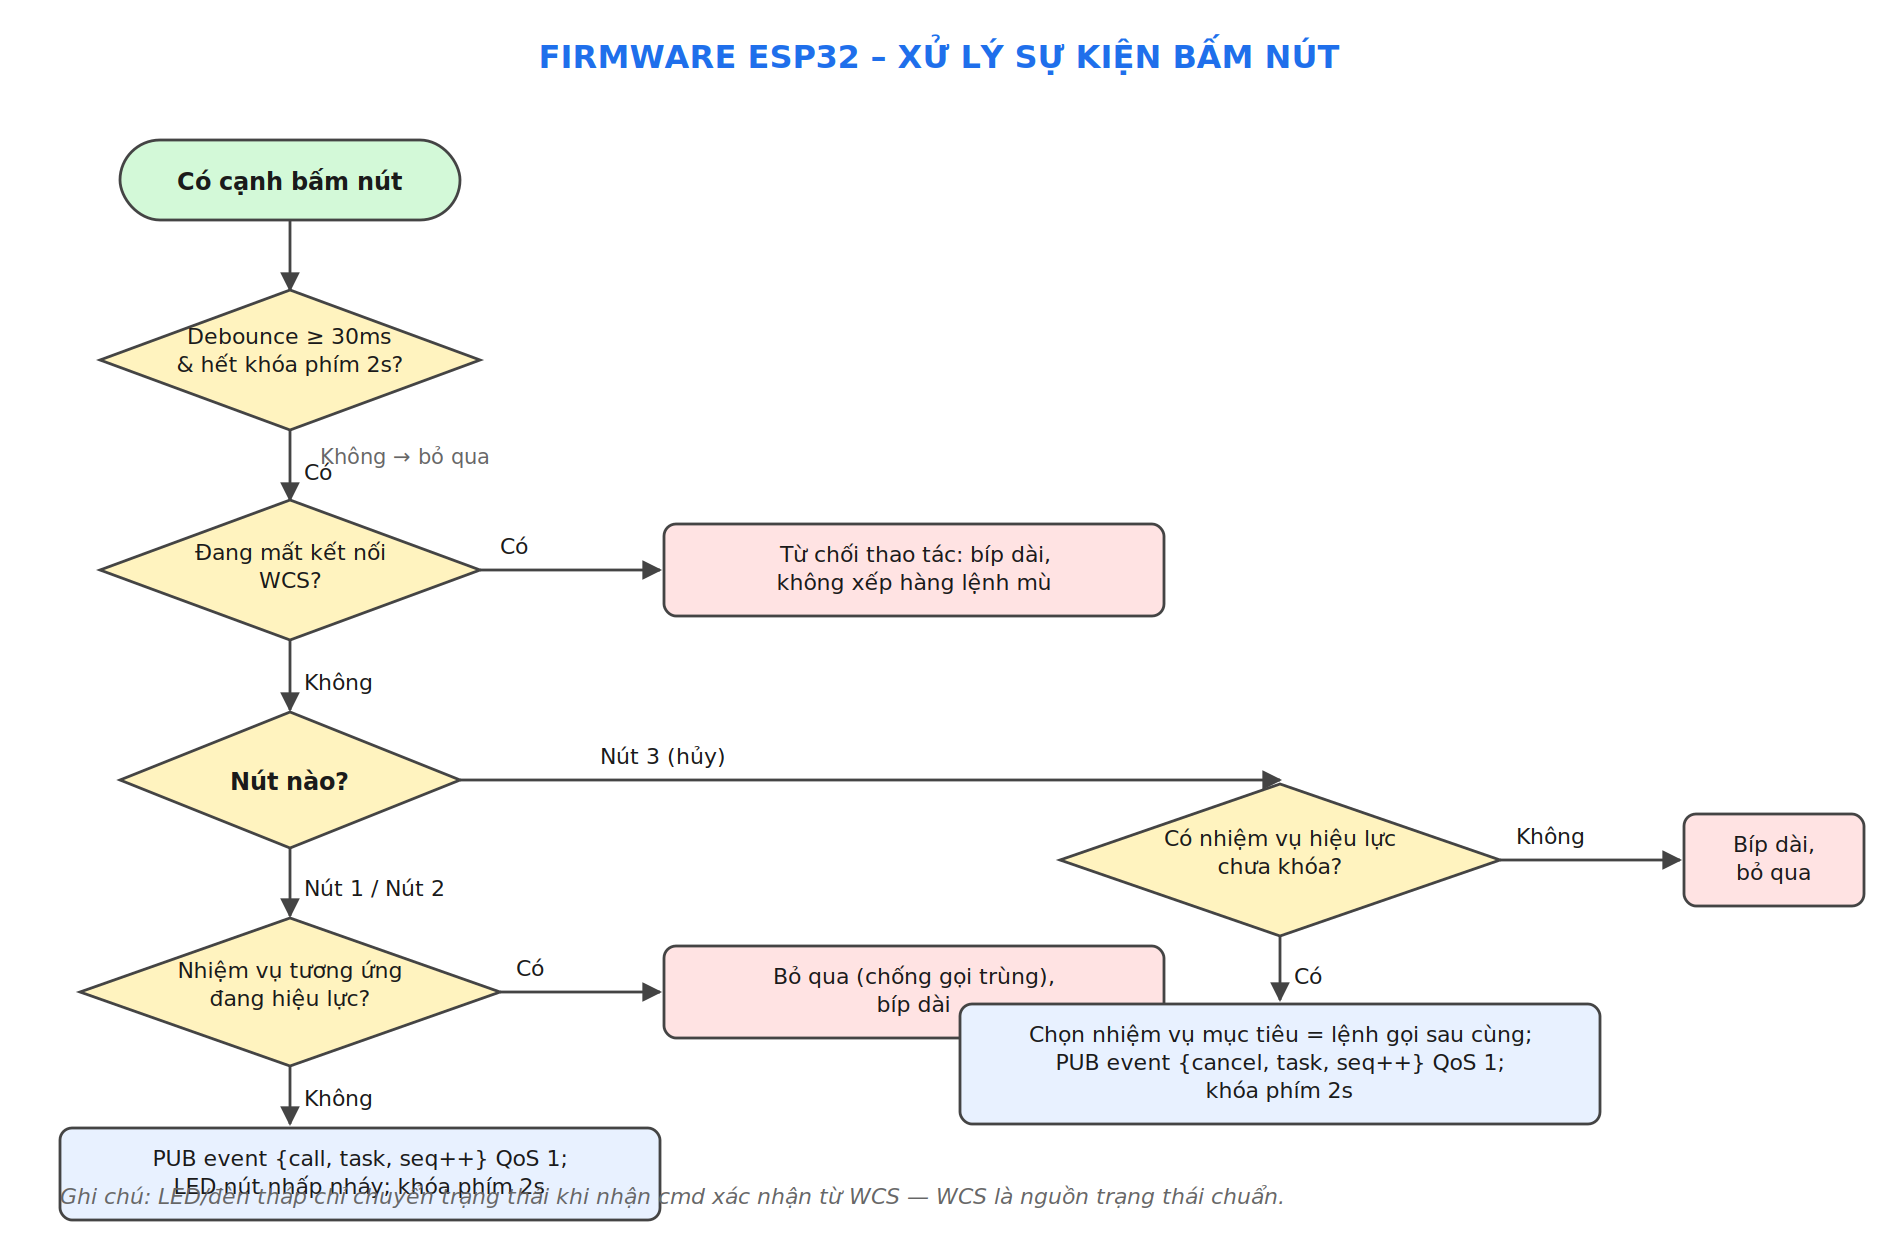 FIRMWARE ESP32 – XỬ LÝ SỰ KIỆN BẤM NÚT
Có cạnh bấm nút
Debounce ≥ 30ms
& hết khóa phím 2s?
Không → bỏ qua
Có
Đang mất kết nối
WCS?
Có
Từ chối thao tác: bíp dài,
không xếp hàng lệnh mù
Không
Nút nào?
Nút 3 (hủy)
Có nhiệm vụ hiệu lực
chưa khóa?
Không
Bíp dài,
bỏ qua
Nút 1 / Nút 2
Nhiệm vụ tương ứng
đang hiệu lực?
Có
Bỏ qua (chống gọi trùng),
bíp dài
Có
Chọn nhiệm vụ mục tiêu = lệnh gọi sau cùng;
PUB event {cancel, task, seq++} QoS 1;
khóa phím 2s
Không
PUB event {call, task, seq++} QoS 1;
LED nút nhấp nháy; khóa phím 2s
Ghi chú: LED/đèn tháp chỉ chuyển trạng thái khi nhận cmd xác nhận từ WCS — WCS là nguồn trạng thái chuẩn.